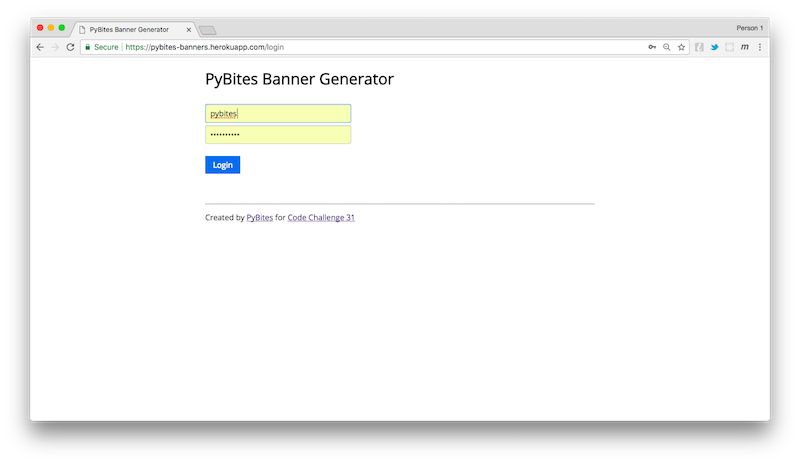 PyBites Banner Generator
Person 1
Secure https://pybites-banners.herokuapp.com/login
m
PyBites Banner Generator
pybites
••••••••••
Login
Created by PyBites for Code Challenge 31